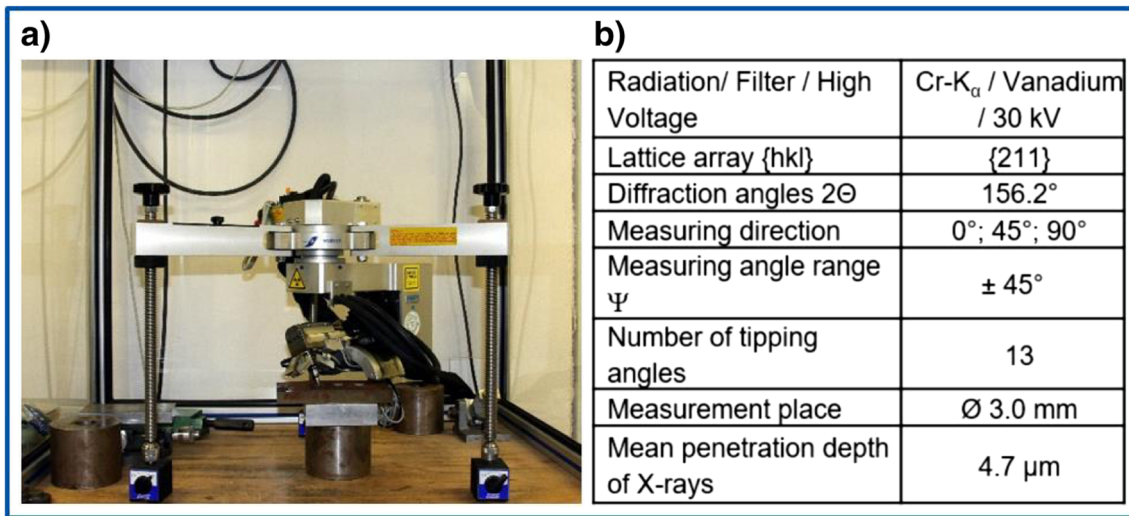 a)
b)
Radiation/ Filter / High
Voltage
Cr-Kα / Vanadium
/ 30 kV
Lattice array {hkl}
{211}
Diffraction angles 2Θ
156.2°
Measuring direction
0°; 45°; 90°
Measuring angle range
Ψ
± 45°
Number of tipping
angles
13
Measurement place
Ø 3.0 mm
Mean penetration depth
of X-rays
4.7 µm